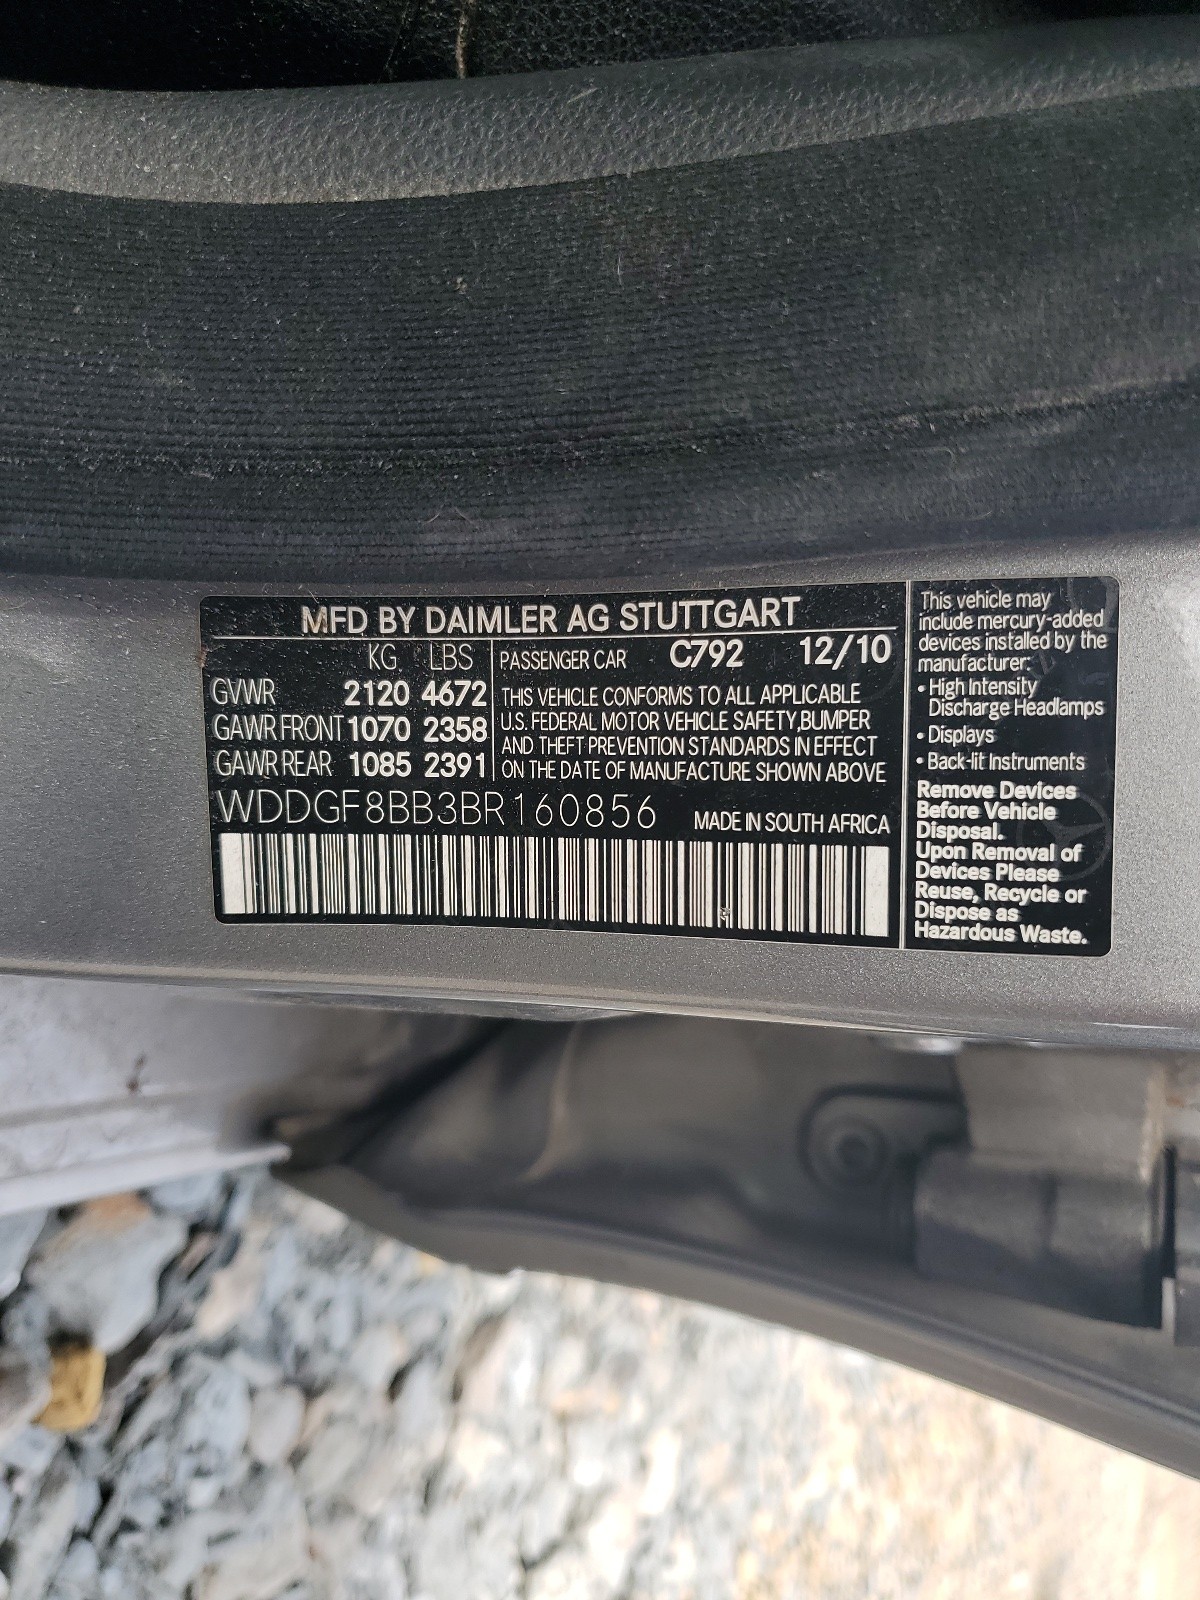 MFD BY DAIMLER AG STUTTGART
KG LBS
GVWR 2120 4672
GAWR FRONT 1070 2358
GAWR REAR 1085 2391
PASSENGER CAR C792 12/10
THIS VEHICLE CONFORMS TO ALL APPLICABLE
U.S. FEDERAL MOTOR VEHICLE SAFETY,BUMPER
AND THEFT PREVENTION STANDARDS IN EFFECT
ON THE DATE OF MANUFACTURE SHOWN ABOVE
WDDGF8BB3BR160856 MADE IN SOUTH AFRICA
This vehicle may
include mercury-added
devices installed by the
manufacturer:
• High Intensity
Discharge Headlamps
• Displays
• Back-lit Instruments
Remove Devices
Before Vehicle
Disposal.
Upon Removal of
Devices Please
Reuse, Recycle or
Dispose as
Hazardous Waste.